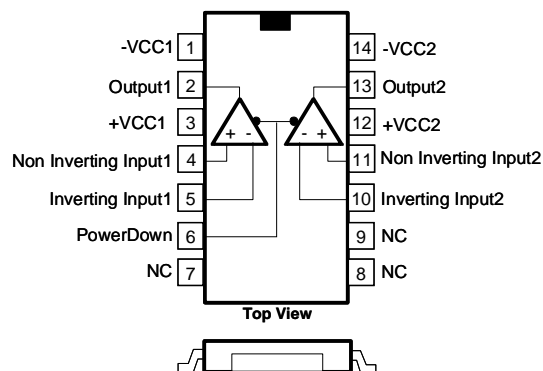 -VCC1 1 14 -VCC2
Output1 2 13 Output2
+VCC1 3 12 +VCC2
+ - - +
Non Inverting Input1 4 11 Non Inverting Input2
Inverting Input1 5 10 Inverting Input2
PowerDown 6 9 NC
NC 7 8 NC
Top View